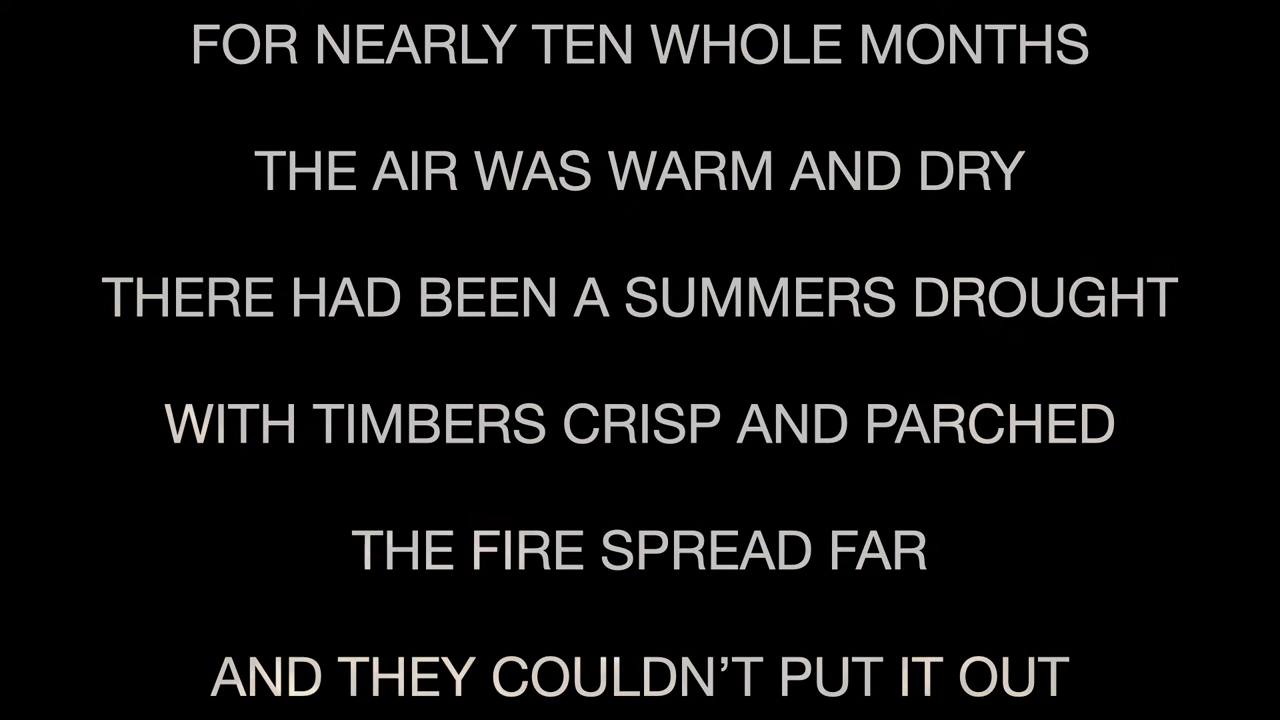 FOR NEARLY TEN WHOLE MONTHS
THE AIR WAS WARM AND DRY
THERE HAD BEEN A SUMMERS DROUGHT
WITH TIMBERS CRISP AND PARCHED
THE FIRE SPREAD FAR
AND THEY COULDN’T PUT IT OUT